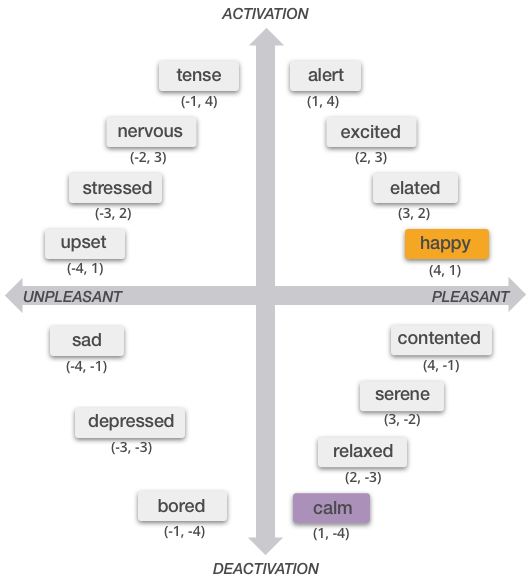 ACTIVATION
tense
alert
(-1, 4)
(1, 4)
nervous
excited
(-2, 3)
(2, 3)
stressed
elated
(-3, 2)
(3, 2)
upset
happy
(-4, 1)
(4, 1)
UNPLEASANT
PLEASANT
sad
contented
(-4, -1)
(4, -1)
serene
(3, -2)
depressed
(-3, -3)
relaxed
(2, -3)
bored
calm
(-1, -4)
(1, -4)
DEACTIVATION